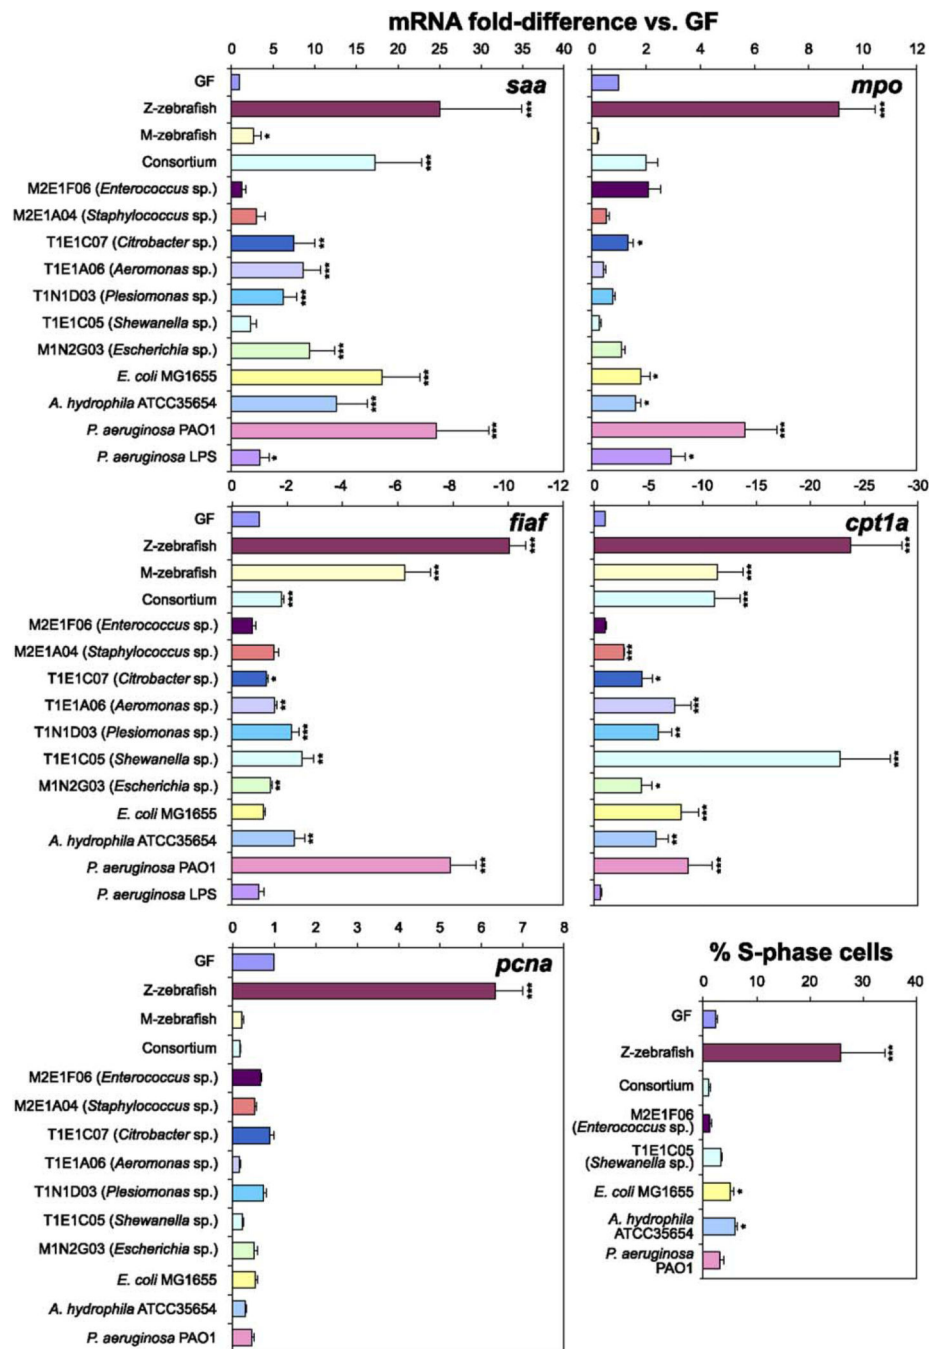 mRNA fold-difference vs. GF
0 5 10 15 20 25 30 35 40
0 2 4 6 8 10 12
saa
mpo
GF
Z-zebrafish ***  ***
M-zebrafish *
Consortium ***
M2E1F06 (Enterococcus sp.)
M2E1A04 (Staphylococcus sp.)
T1E1C07 (Citrobacter sp.) ** *
T1E1A06 (Aeromonas sp.) ***
T1N1D03 (Plesiomonas sp.) ***
T1E1C05 (Shewanella sp.)
M1N2G03 (Escherichia sp.) ***
E. coli MG1655 *** *
A. hydrophila ATCC35654 *** *
P. aeruginosa PAO1 *** ***
P. aeruginosa LPS * *
0 -2 -4 -6 -8 -10 -12
0 -5 -10 -15 -20 -25 -30
fiaf
cpt1a
GF
Z-zebrafish *** ***
M-zebrafish *** ***
Consortium *** ***
M2E1F06 (Enterococcus sp.)
M2E1A04 (Staphylococcus sp.) ***
T1E1C07 (Citrobacter sp.) * *
T1E1A06 (Aeromonas sp.) ** ***
T1N1D03 (Plesiomonas sp.) *** **
T1E1C05 (Shewanella sp.) ** ***
M1N2G03 (Escherichia sp.) ** *
E. coli MG1655 ***
A. hydrophila ATCC35654 ** **
P. aeruginosa PAO1 *** ***
P. aeruginosa LPS
0 1 2 3 4 5 6 7 8
pcna
GF
Z-zebrafish ***
M-zebrafish
Consortium
M2E1F06 (Enterococcus sp.)
M2E1A04 (Staphylococcus sp.)
T1E1C07 (Citrobacter sp.)
T1E1A06 (Aeromonas sp.)
T1N1D03 (Plesiomonas sp.)
T1E1C05 (Shewanella sp.)
M1N2G03 (Escherichia sp.)
E. coli MG1655
A. hydrophila ATCC35654
P. aeruginosa PAO1
% S-phase cells
0 10 20 30 40
GF
Z-zebrafish ***
Consortium
M2E1F06
(Enterococcus sp.)
T1E1C05
(Shewanella sp.)
E. coli MG1655 *
A. hydrophila *
ATCC35654
P. aeruginosa
PAO1